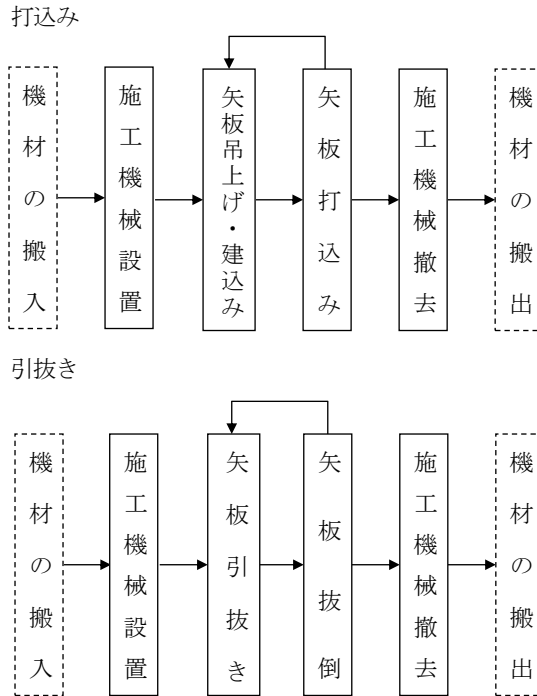 打込み
機材の搬入
施工機械設置
矢板吊上げ・建込み
矢板打込み
施工機械撤去
機材の搬出
引抜き
機材の搬入
施工機械設置
矢板引抜き
矢板抜倒
施工機械撤去
機材の搬出